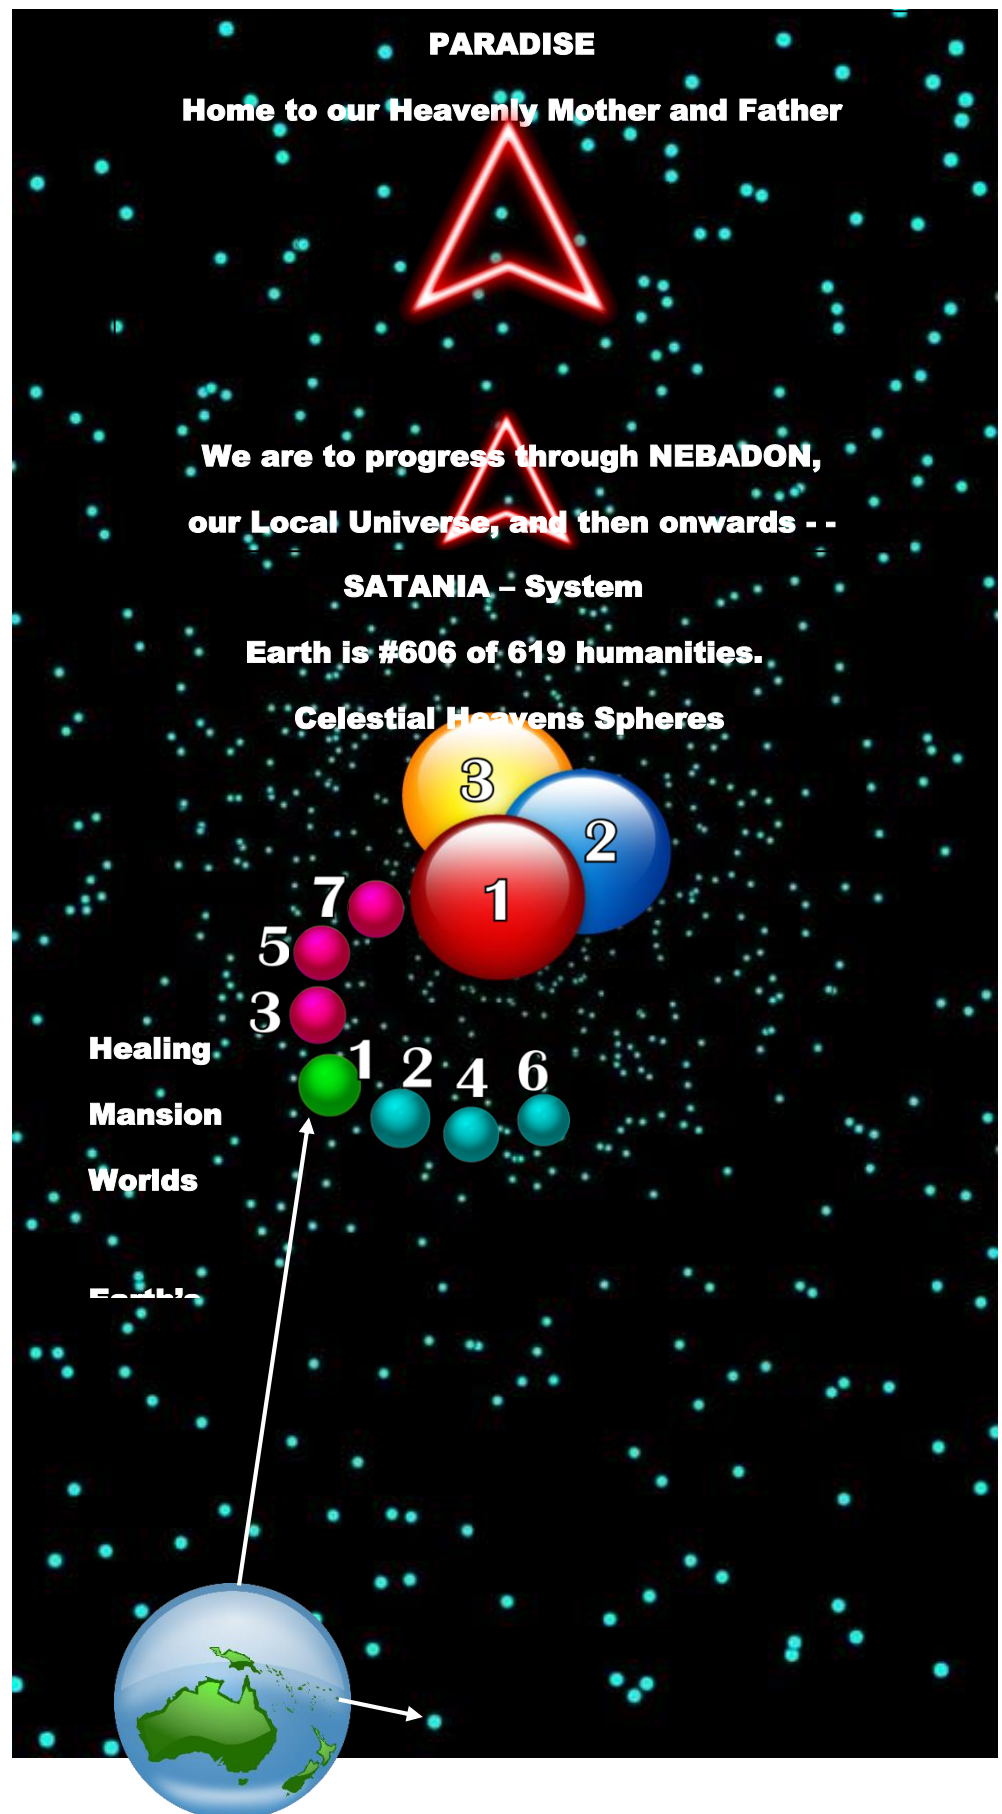 PARADISE
Home to our Heavenly Mother and Father
We are to progress through NEBADON,
our Local Universe, and then onwards - -
SATANIA – System
Earth is #606 of 619 humanities.
Celestial Heavens Spheres
3
2
1
7
5
3
1
2
4
6
Healing
Mansion
Worlds
Earth’s